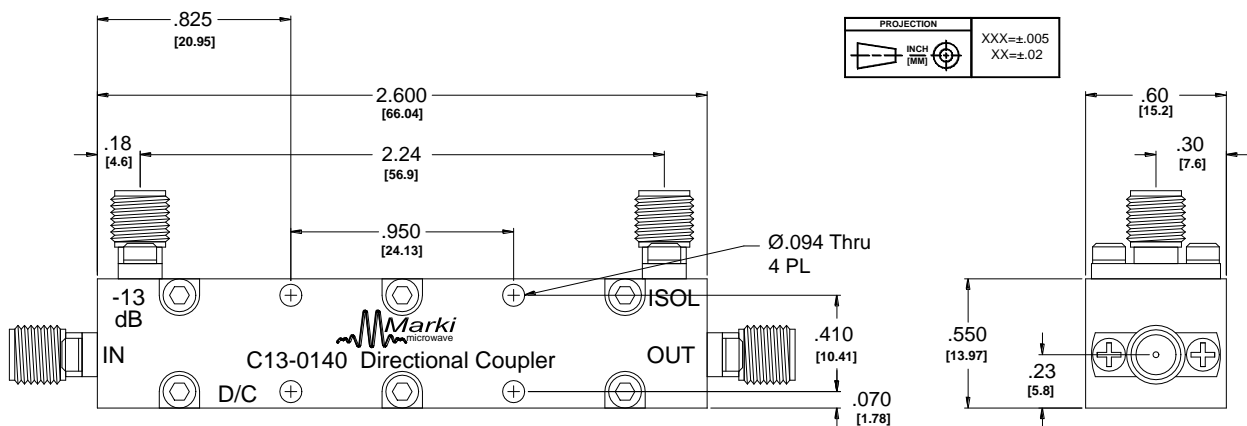 .825
[20.95]
PROJECTION
INCH
[MM]
XXX=±.005
XX=±.02
2.600
[66.04]
.60
[15.2]
.18
[4.6]
2.24
[56.9]
.30
[7.6]
.950
[24.13]
Ø.094 Thru
4 PL
-13
dB
ISOL
Marki
microwave
IN
C13-0140 Directional Coupler
OUT
D/C
.410
[10.41]
.070
[1.78]
.550
[13.97]
.23
[5.8]